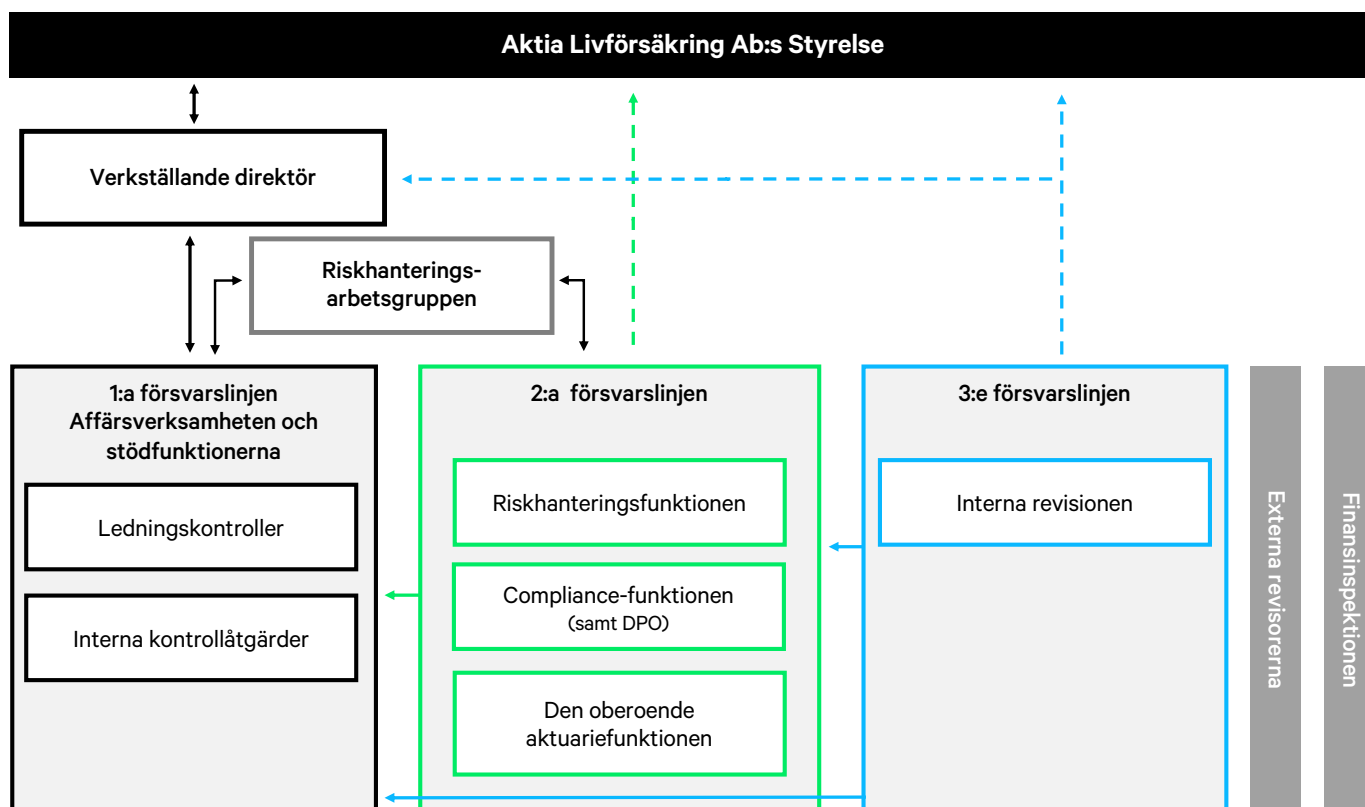 Aktia Livförsäkring Ab:s Styrelse
Verkställande direktör
Riskhanterings-
arbetsgruppen
1:a försvarslinjen
Affärsverksamheten och
stödfunktionerna
Ledningskontroller
Interna kontrollåtgärder
2:a försvarslinjen
Riskhanteringsfunktionen
Compliance-funktionen
(samt DPO)
Den oberoende
aktuariefunktionen
3:e försvarslinjen
Interna revisionen
Externa revisorerna
Finansinspektionen